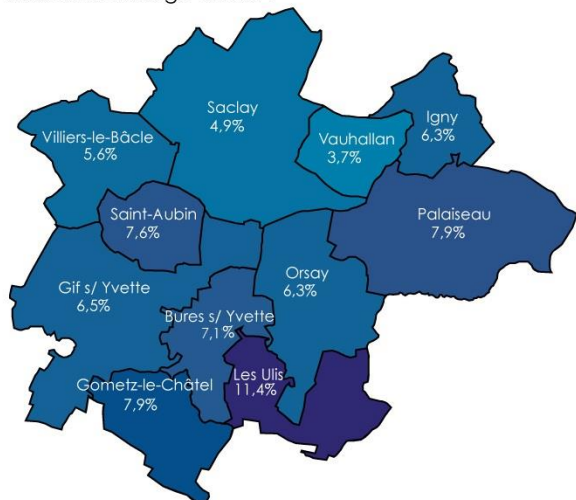 Saclay
4,9%
Igny
6,3%
Villiers-le-Bâcle
5,6%
Vauhallan
3,7%
Saint-Aubin
7,6%
Palaiseau
7,9%
Gif s/ Yvette
6,5%
Orsay
6,3%
Bures s/ Yvette
7,1%
Les Ulis
11,4%
Gometz-le-Châtel
7,9%